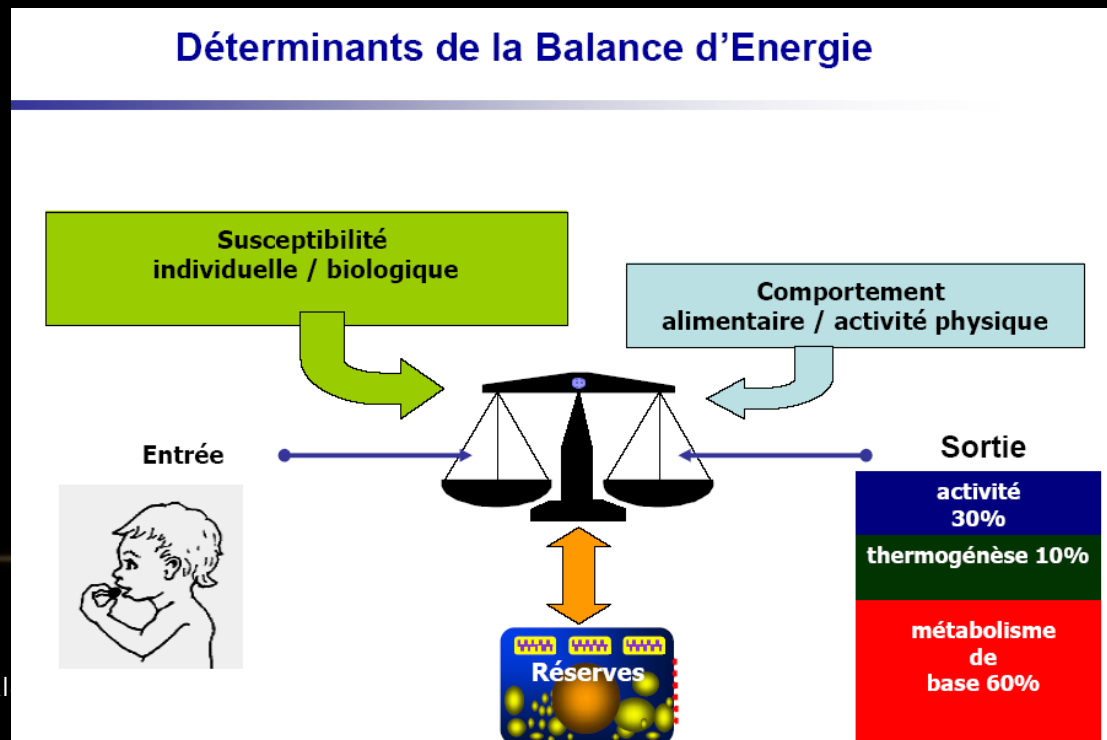 Déterminants de la Balance d'Energie
Susceptibilité
individuelle / biologique
Comportement
alimentaire / activité physique
Entrée
Sortie
activité
30%
thermogénèse 10%
métabolisme
de
base 60%
Réserves